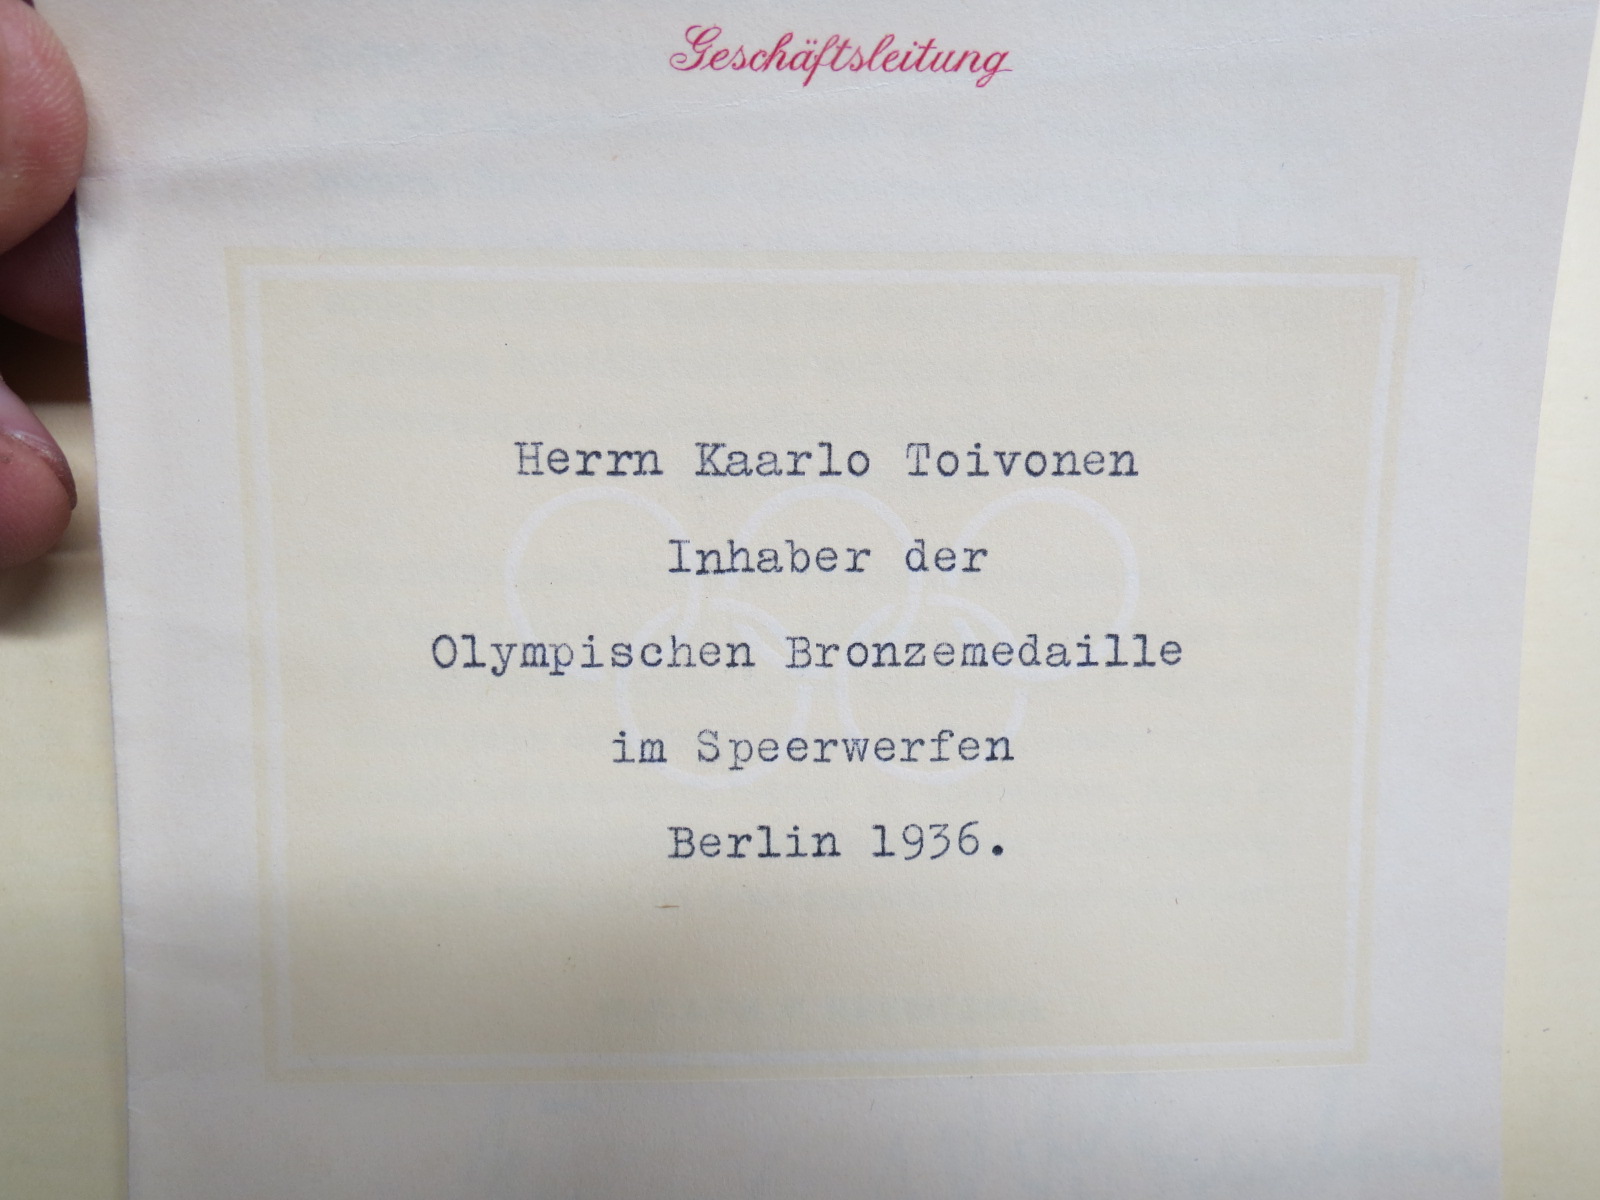 Geschäftsleitung
Herrn Kaarlo Toivonen
Inhaber der
Olympischen Bronzemedaille
im Speerwerfen
Berlin 1936.